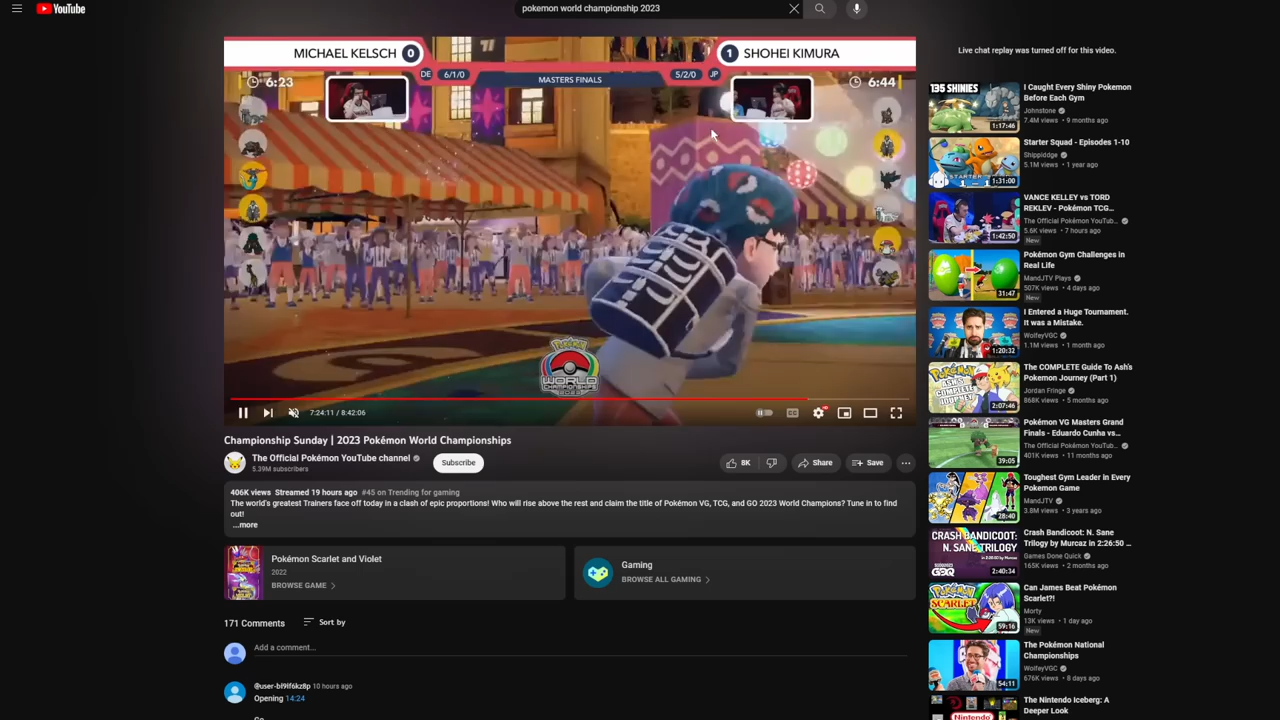 YouTube
pokemon world championship 2023
MICHAEL KELSCH 0
1 SHOHEI KIMURA
DE 6/1/0
MASTERS FINALS
5/2/0 JP
6:23
6:44
POKÉMON
WORLD
CHAMPIONSHIPS
2023
7:24:11 / 8:42:06
Championship Sunday | 2023 Pokémon World Championships
The Official Pokémon YouTube channel
5.39M subscribers
Subscribe
8K
Share
Save
406K views Streamed 19 hours ago #45 on Trending for gaming
The world's greatest Trainers face off today in a clash of epic proportions! Who will rise above the rest and claim the title of Pokémon VG, TCG, and GO 2023 World Champions? Tune in to find
out!
...more
Pokémon Scarlet and Violet
2022
BROWSE GAME
Gaming
BROWSE ALL GAMING
171 Comments
Sort by
Add a comment...
@user-bl9lf6kz8p 10 hours ago
Opening 14:24
Live chat replay was turned off for this video.
135 SHINIES
1:17:46
I Caught Every Shiny Pokemon
Before Each Gym
Johnstone
7.4M views • 9 months ago
1:31:00
Starter Squad - Episodes 1-10
Shippiddge
5.1M views • 1 year ago
1:42:50
VANCE KELLEY vs TORD
REKLEV - Pokémon TCG...
The Official Pokémon YouTub...
5.6K views • 7 hours ago
New
31:47
Pokémon Gym Challenges in
Real Life
MandJTV Plays
507K views • 4 days ago
New
1:20:32
I Entered a Huge Tournament.
It was a Mistake.
WolfeyVGC
1.1M views • 1 month ago
ASH'S
COMPLETE
JOURNEY
2:07:46
The COMPLETE Guide To Ash's
Pokemon Journey (Part 1)
Jordan Fringe
868K views • 5 months ago
39:05
Pokémon VG Masters Grand
Finals - Eduardo Cunha vs...
The Official Pokémon YouTub...
401K views • 11 months ago
28:40
Toughest Gym Leader in Every
Pokemon Game
MandJTV
3.8M views • 3 years ago
CRASH BANDICOOT:
N. SANE TRILOGY
2:40:34
Crash Bandicoot: N. Sane
Trilogy by Murcaz in 2:26:50 ...
Games Done Quick
165K views • 2 months ago
SCARLET
59:16
Can James Beat Pokémon
Scarlet?!
Morty
13K views • 1 day ago
New
54:11
The Pokémon National
Championships
WolfeyVGC
676K views • 8 days ago
Nintendo
The Nintendo Iceberg: A
Deeper Look